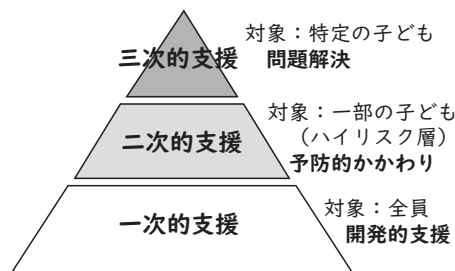 三次的支援
対象：特定の子ども
問題解決
二次的支援
対象：一部の子ども
（ハイリスク層）
予防的かかわり
一次的支援
対象：全員
開発的支援